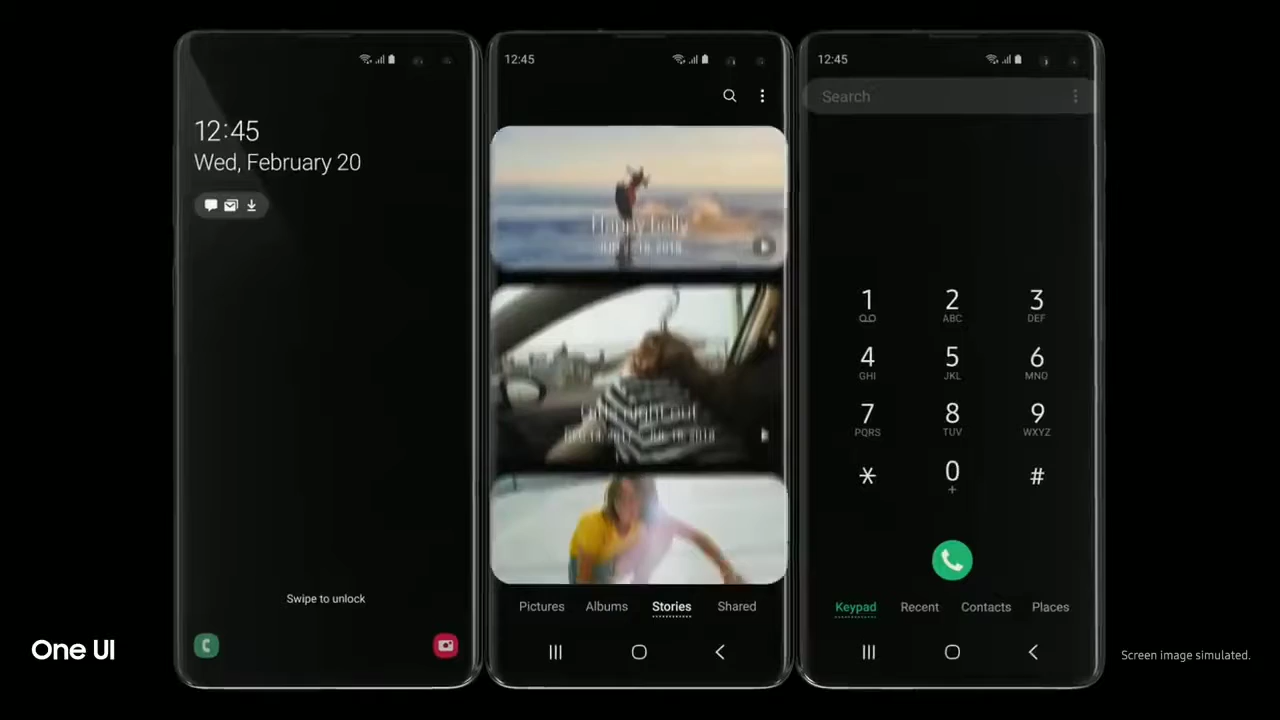 12:45
Wed, February 20
Swipe to unlock
12:45
Happy belly
Pictures Albums Stories Shared
12:45
Search
1 2 3
ABC DEF
4 5 6
GHI JKL MNO
7 8 9
PQRS TUV WXYZ
* 0 #
+
Keypad Recent Contacts Places
One UI
Screen image simulated.